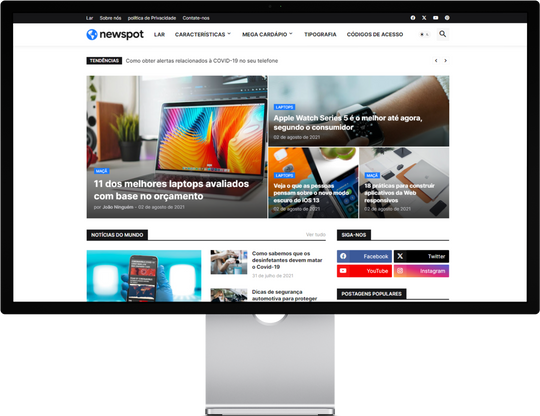 Lar Sobre nós política de Privacidade Contate-nos
newspot LAR CARACTERÍSTICAS MEGA CARDÁPIO TIPOGRAFIA CÓDIGOS DE ACESSO
TENDÊNCIAS Como obter alertas relacionados à COVID-19 no seu telefone
MAÇÃ
11 dos melhores laptops avaliados
com base no orçamento
por João Ninguém - 02 de agosto de 2021
LAPTOPS
Apple Watch Series 5 é o melhor até agora,
segundo o consumidor
02 de agosto de 2021
LAPTOPS
Veja o que as pessoas
pensam sobre o novo modo
escuro do iOS 13
02 de agosto de 2021
MAÇÃ
18 práticas para construir
aplicativos da Web
responsivos
02 de agosto de 2021
NOTÍCIAS DO MUNDO Ver tudo
Como sabemos que os
desinfetantes devem matar
o Covid-19
31 de julho de 2021
Dicas de segurança
automotiva para proteger
SIGA-NOS
Facebook Twitter
YouTube Instagram
POSTAGENS POPULARES